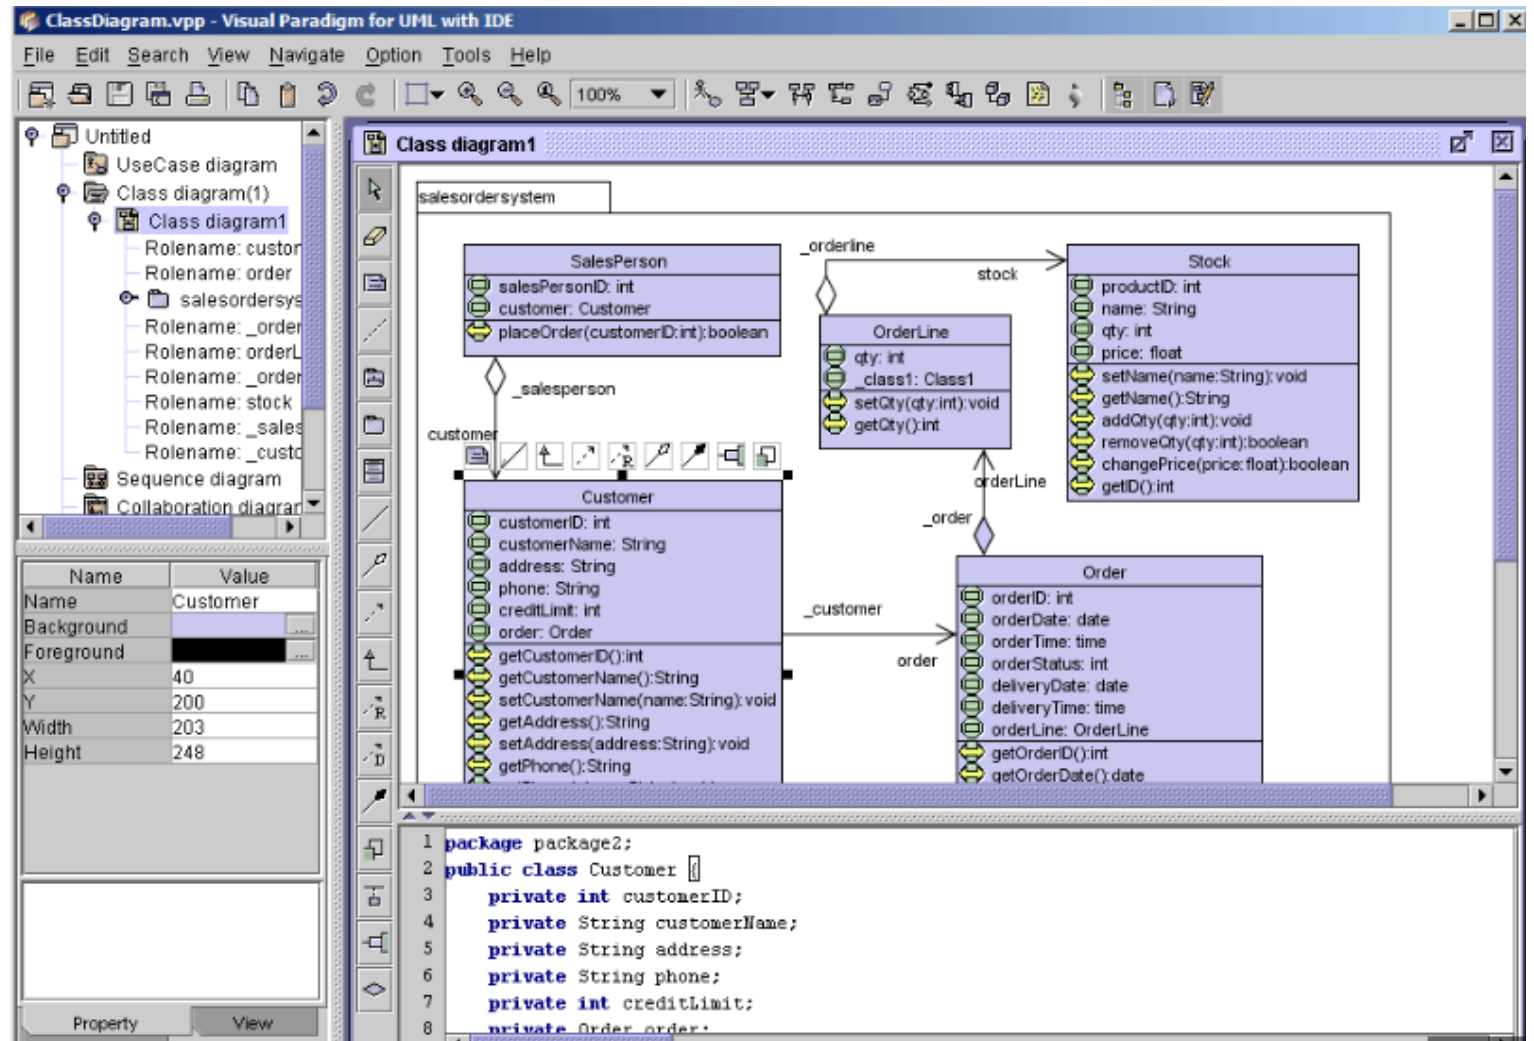 ClassDiagram.vpp - Visual Paradigm for UML with IDE
File Edit Search View Navigate Option Tools Help
100%
Untitled
UseCase diagram
Class diagram(1)
Class diagram1
Rolename: custor
Rolename: order
salesordersys
Rolename: _order
Rolename: orderL
Rolename: _order
Rolename: stock
Rolename: _sales
Rolename: _custo
Sequence diagram
Collaboration diagrar
Name Value
Name Customer
Background ...
Foreground ...
X 40
Y 200
Width 203
Height 248
Property View
Class diagram1
R
D
salesordersystem
SalesPerson
salesPersonID: int
customer: Customer
placeOrder(customerID:int):boolean
_salesperson
customer
R
Customer
customerID: int
customerName: String
address: String
phone: String
creditLimit: int
order: Order
getCustomerID():int
getCustomerName():String
setCustomerName(name:String):void
getAddress():String
setAddress(address:String):void
getPhone():String
_orderline
stock
OrderLine
qty: int
_class1: Class1
setQty(qty:int):void
getQty():int
Stock
productID: int
name: String
qty: int
price: float
setName(name:String):void
getName():String
addQty(qty:int):void
removeQty(qty:int):boolean
changePrice(price:float):boolean
getID():int
orderLine
_order
_customer
order
Order
orderID: int
orderDate: date
orderTime: time
orderStatus: int
deliveryDate: date
deliveryTime: time
orderLine: OrderLine
getOrderID():int
getOrderDate():date
1 package package2;
2 public class Customer {
3 private int customerID;
4 private String customerName;
5 private String address;
6 private String phone;
7 private int creditLimit;
8 private Order order;